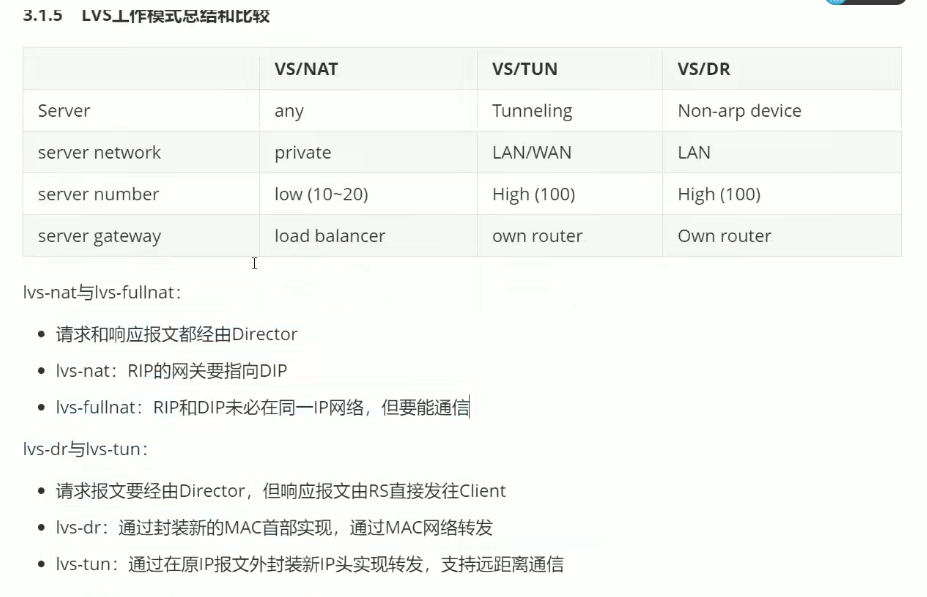 3.1.5 LVS工作模式总结和比较
VS/NAT VS/TUN VS/DR
Server any Tunneling Non-arp device
server network private LAN/WAN LAN
server number low (10~20) High (100) High (100)
server gateway load balancer own router Own router
lvs-nat与lvs-fullnat：
• 请求和响应报文都经由Director
• lvs-nat：RIP的网关要指向DIP
• lvs-fullnat：RIP和DIP未必在同一IP网络，但要能通信
lvs-dr与lvs-tun：
• 请求报文要经由Director，但响应报文由RS直接发往Client
• lvs-dr：通过封装新的MAC首部实现，通过MAC网络转发
• lvs-tun：通过在原IP报文外封装新IP头实现转发，支持远距离通信